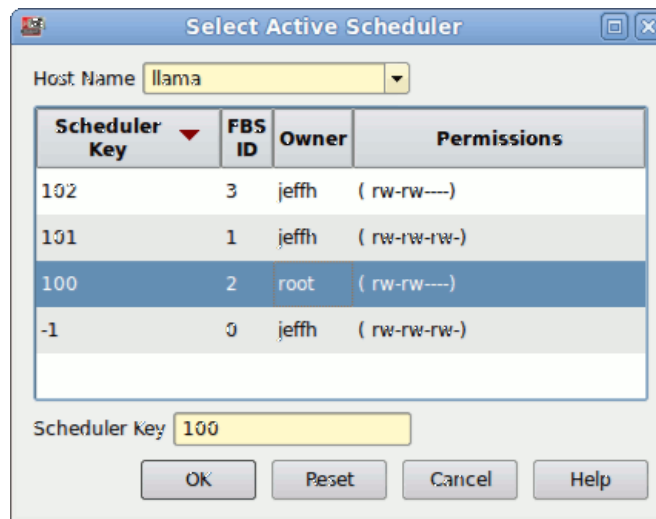 Select Active Scheduler
Host Name llama
Scheduler Key FBS ID Owner Permissions
102 3 jeffh ( rw-rw----)
101 1 jeffh ( rw-rw-rw-)
100 2 root ( rw-rw----)
-1 0 jeffh ( rw-rw-rw-)
Scheduler Key 100
OK Reset Cancel Help